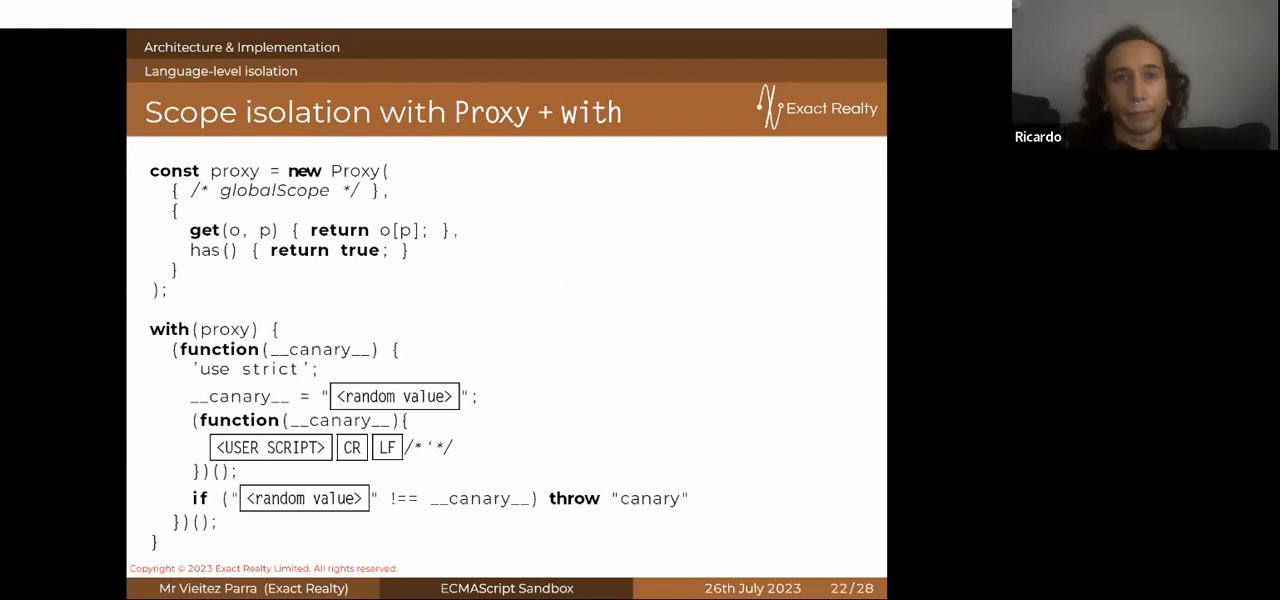 Architecture & Implementation
Language-level isolation
Scope isolation with Proxy + with
Exact Realty
Ricardo
const proxy = new Proxy(
{ /* globalScope */ },
{
get(o, p) { return o[p]; },
has() { return true; }
}
);
with(proxy) {
(function(__canary__) {
'use strict';
__canary__ = "<random value>";
(function(__canary__){
<USER SCRIPT> CR LF /*‘*/
})();
if ("<random value>" !== __canary__) throw "canary"
})();
}
Copyright © 2023 Exact Realty Limited. All rights reserved.
Mr Vieitez Parra (Exact Realty) ECMAScript Sandbox 26th July 2023 22/28